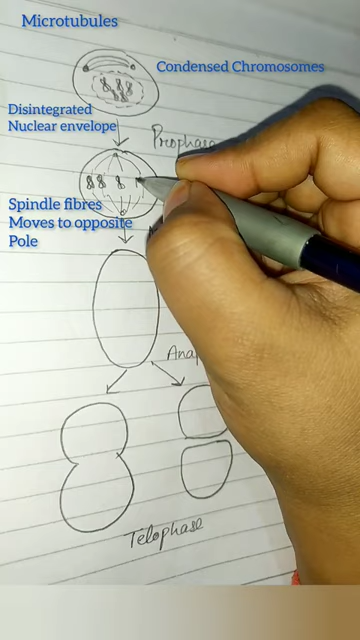 Microtubules
Condensed Chromosomes
Disintegrated
Nuclear envelope
Prophase
Spindle fibres
Moves to opposite
Pole
Telophase